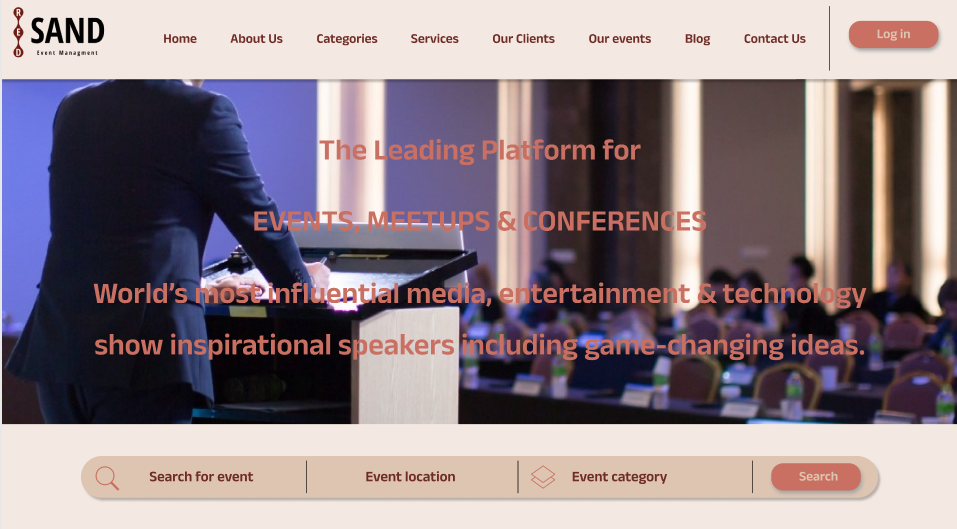 RED
SAND
Event Managment
Home
About Us
Categories
Services
Our Clients
Our events
Blog
Contact Us
Log in
The Leading Platform for
EVENTS, MEETUPS & CONFERENCES
World's most influential media, entertainment & technology
show inspirational speakers including game-changing ideas.
Search for event
Event location
Event category
Search